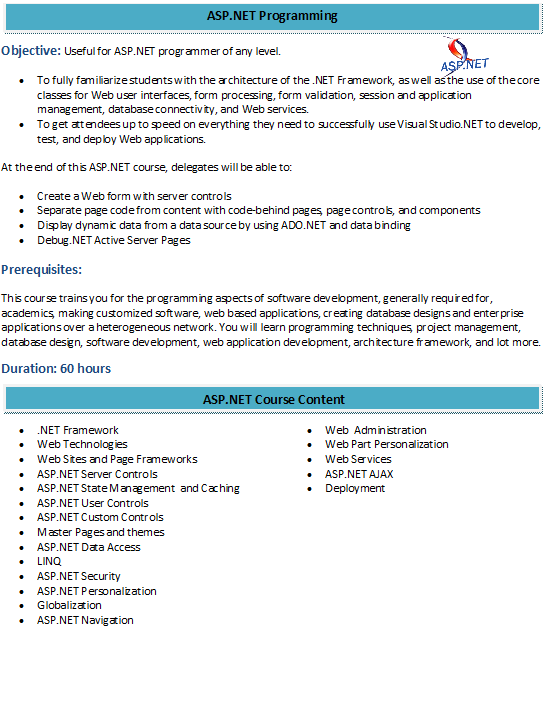 ASP.NET Programming
Objective: Useful for ASP.NET programmer of any level.
ASP.NET
• To fully familiarize students with the architecture of the .NET Framework, as well as the use of the core
classes for Web user interfaces, form processing, form validation, session and application
management, database connectivity, and Web services.
• To get attendees up to speed on everything they need to successfully use Visual Studio.NET to develop,
test, and deploy Web applications.
At the end of this ASP.NET course, delegates will be able to:
• Create a Web form with server controls
• Separate page code from content with code-behind pages, page controls, and components
• Display dynamic data from a data source by using ADO.NET and data binding
• Debug.NET Active Server Pages
Prerequisites:
This course trains you for the programming aspects of software development, generally required for,
academics, making customized software, web based applications, creating database designs and enterprise
applications over a heterogeneous network. You will learn programming techniques, project management,
database design, software development, web application development, architecture framework, and lot more.
Duration: 60 hours
ASP.NET Course Content
• .NET Framework
• Web Technologies
• Web Sites and Page Frameworks
• ASP.NET Server Controls
• ASP.NET State Management and Caching
• ASP.NET User Controls
• ASP.NET Custom Controls
• Master Pages and themes
• ASP.NET Data Access
• LINQ
• ASP.NET Security
• ASP.NET Personalization
• Globalization
• ASP.NET Navigation
• Web Administration
• Web Part Personalization
• Web Services
• ASP.NET AJAX
• Deployment